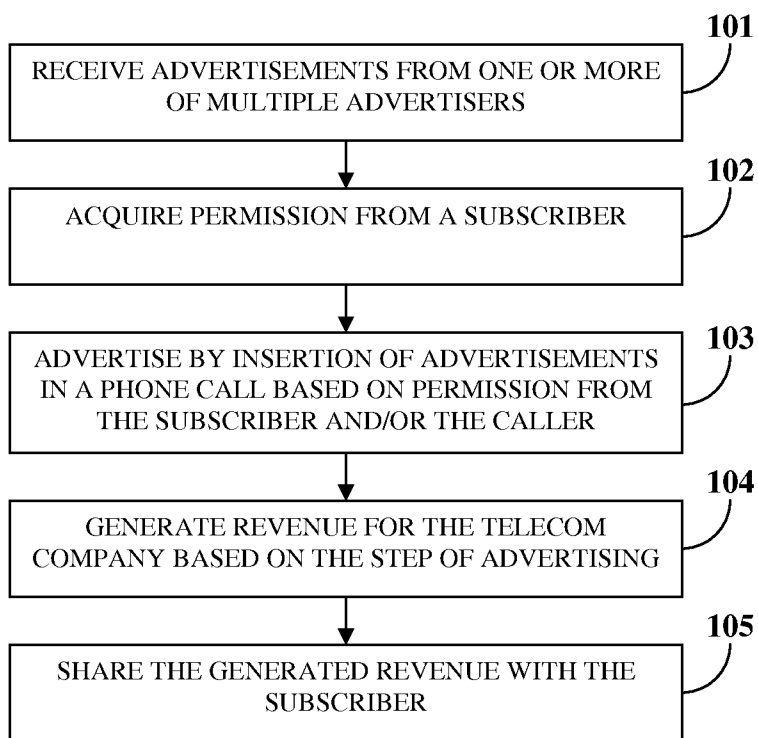 101
RECEIVE ADVERTISEMENTS FROM ONE OR MORE
OF MULTIPLE ADVERTISERS
102
ACQUIRE PERMISSION FROM A SUBSCRIBER
103
ADVERTISE BY INSERTION OF ADVERTISEMENTS
IN A PHONE CALL BASED ON PERMISSION FROM
THE SUBSCRIBER AND/OR THE CALLER
104
GENERATE REVENUE FOR THE TELECOM
COMPANY BASED ON THE STEP OF ADVERTISING
105
SHARE THE GENERATED REVENUE WITH THE
SUBSCRIBER